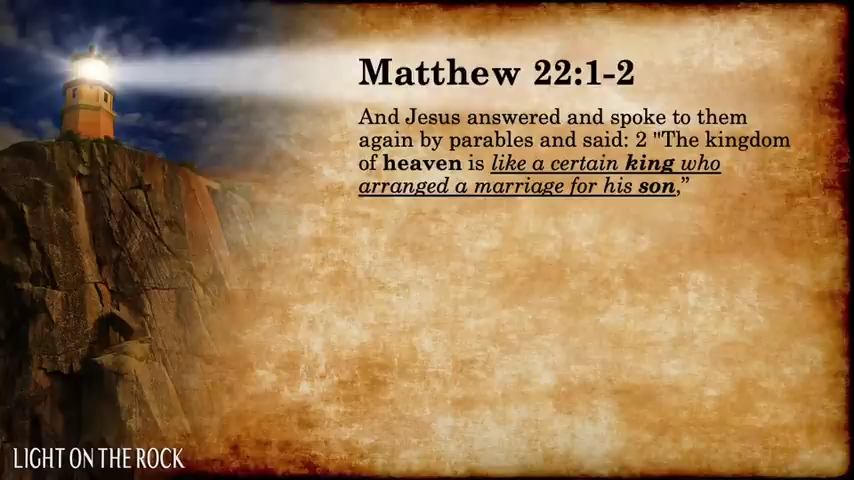 Matthew 22:1-2
And Jesus answered and spoke to them
again by parables and said: 2 "The kingdom
of heaven is like a certain king who
arranged a marriage for his son,”
LIGHT ON THE ROCK